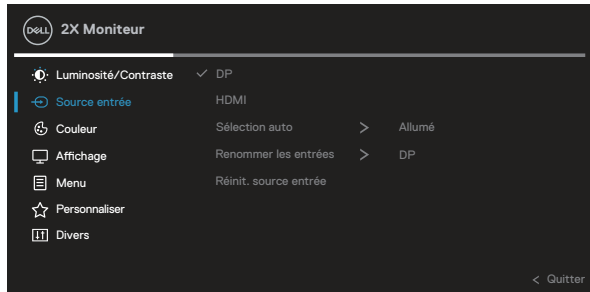 DELL 2X Moniteur
Luminosité/Contraste ✓ DP
Source entrée HDMI
Couleur Sélection auto > Allumé
Affichage Renommer les entrées > DP
Menu Réinit. source entrée
Personnaliser
Divers
< Quitter